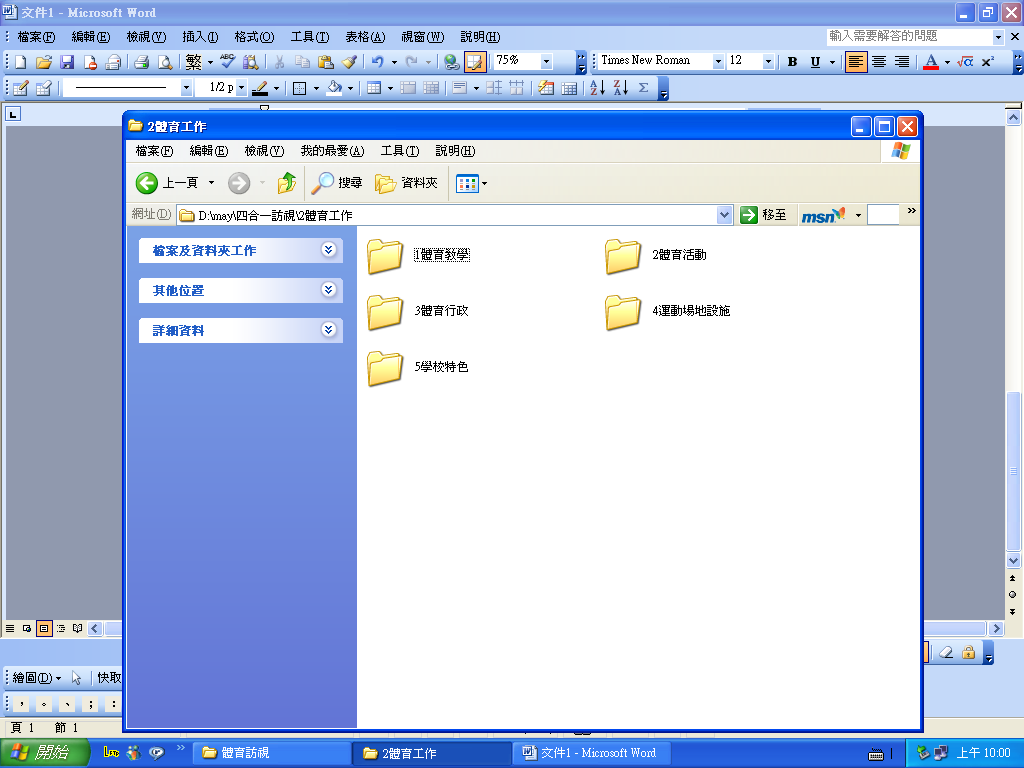 文件1 - Microsoft Word
檔案(F) 編輯(E) 檢視(V) 插入(I) 格式(O) 工具(T) 表格(A) 視窗(W) 說明(H) 輸入需要解答的問題
繁 75% Times New Roman 12 B U A √α x²
1/2 p
2體育工作
檔案(F) 編輯(E) 檢視(V) 我的最愛(A) 工具(T) 說明(H)
上一頁 搜尋 資料夾
網址(D) D:\may\四合一訪視\2體育工作 移至 msn »
檔案及資料夾工作
其他位置
詳細資料
1體育教學
2體育活動
3體育行政
4運動場地設施
5學校特色
繪圖(D) 快取
， 。 、 ； ：
頁 1 節 1
開始 » 體育訪視 2體育工作 文件1 - Microsoft Word 上午 10:00